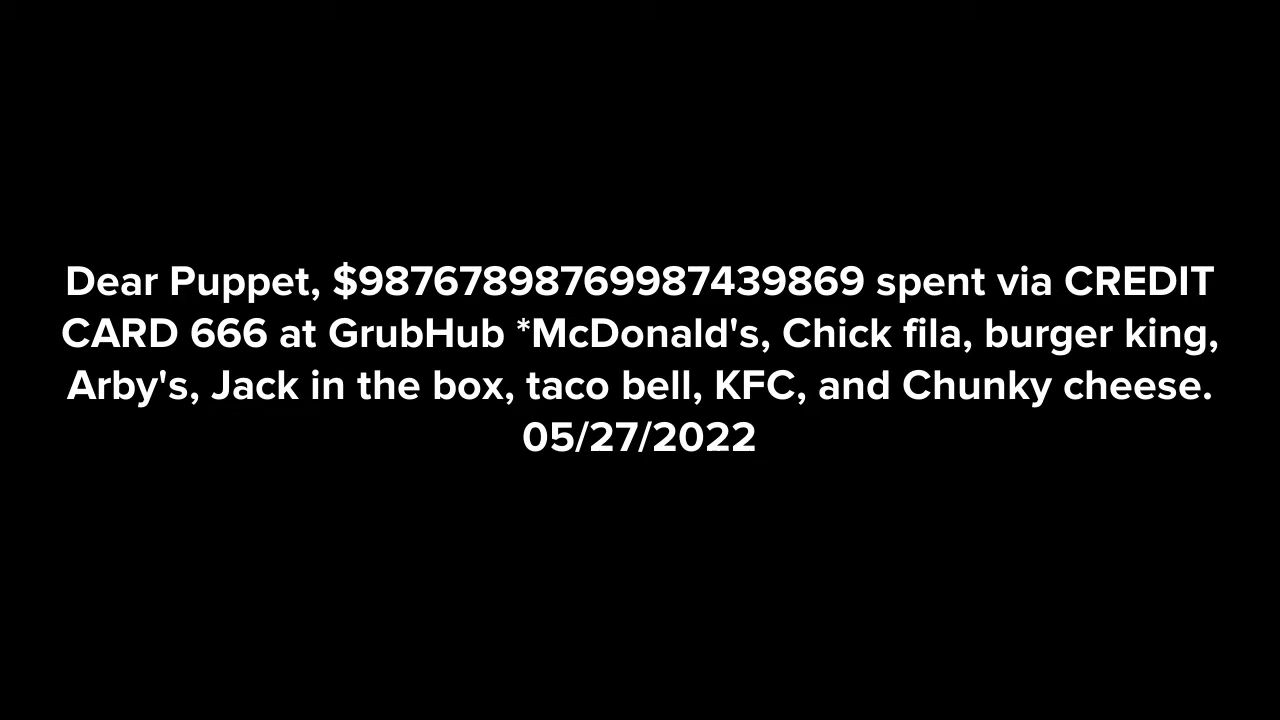 Dear Puppet, $98767898769987439869 spent via CREDIT
CARD 666 at GrubHub *McDonald's, Chick fila, burger king,
Arby's, Jack in the box, taco bell, KFC, and Chunky cheese.
05/27/2022